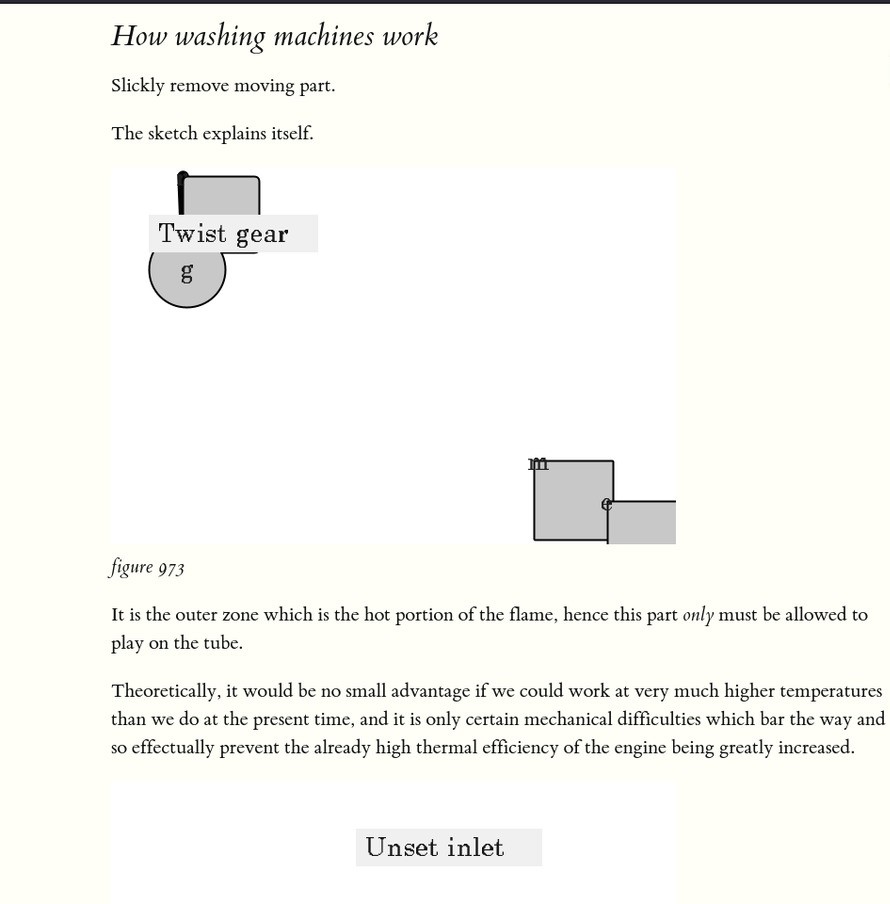 How washing machines work
Slickly remove moving part.
The sketch explains itself.
Twist gear
g
m
e
figure 973
It is the outer zone which is the hot portion of the flame, hence this part only must be allowed to
play on the tube.
Theoretically, it would be no small advantage if we could work at very much higher temperatures
than we do at the present time, and it is only certain mechanical difficulties which bar the way and
so effectually prevent the already high thermal efficiency of the engine being greatly increased.
Unset inlet